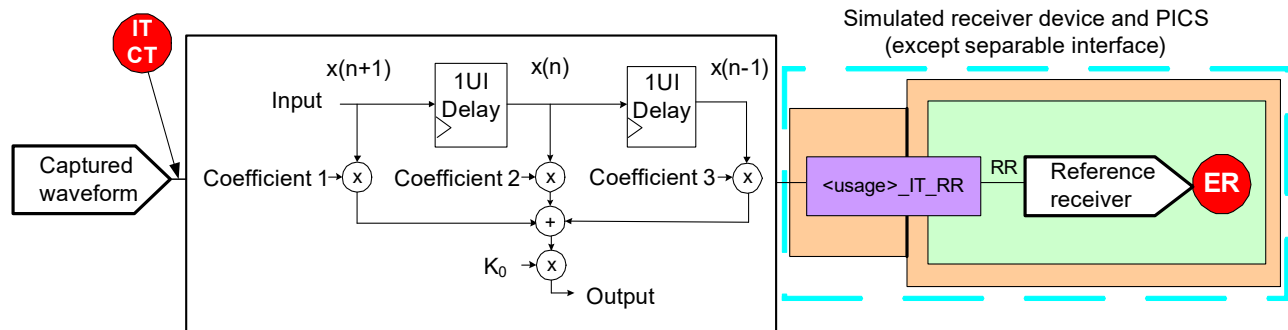 Simulated receiver device and PICS
(except separable interface)
IT
CT
x(n+1)
1UI
Delay
x(n)
1UI
Delay
x(n-1)
Input
Captured
waveform
Coefficient 1
x
Coefficient 2
x
Coefficient 3
x
<usage>_IT_RR
RR
Reference
receiver
ER
+
K₀
x
Output